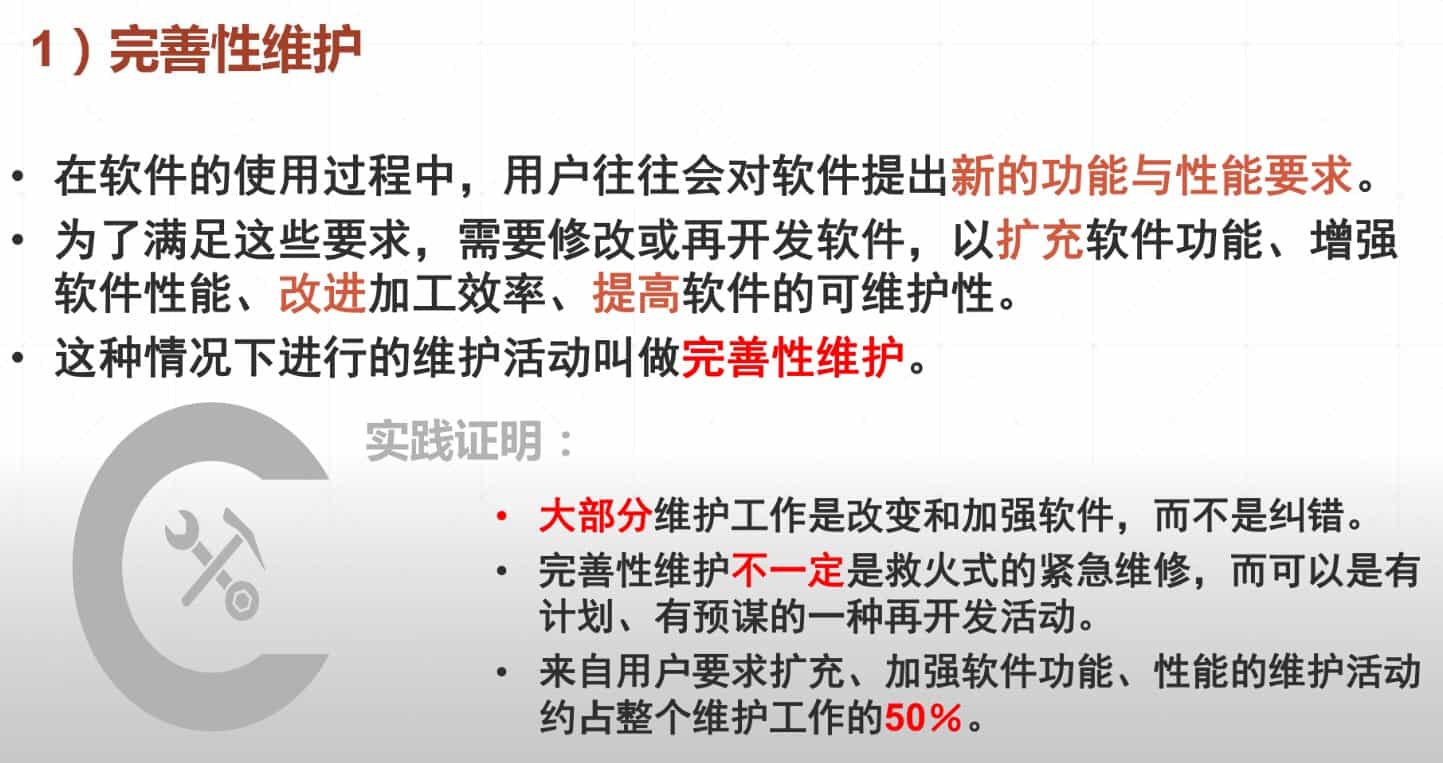 1）完善性维护
• 在软件的使用过程中，用户往往会对软件提出新的功能与性能要求。
• 为了满足这些要求，需要修改或再开发软件，以扩充软件功能、增强
软件性能、改进加工效率、提高软件的可维护性。
• 这种情况下进行的维护活动叫做完善性维护。
实践证明：
• 大部分维护工作是改变和加强软件，而不是纠错。
• 完善性维护不一定是救火式的紧急维修，而可以是有
计划、有预谋的一种再开发活动。
• 来自用户要求扩充、加强软件功能、性能的维护活动
约占整个维护工作的50%。